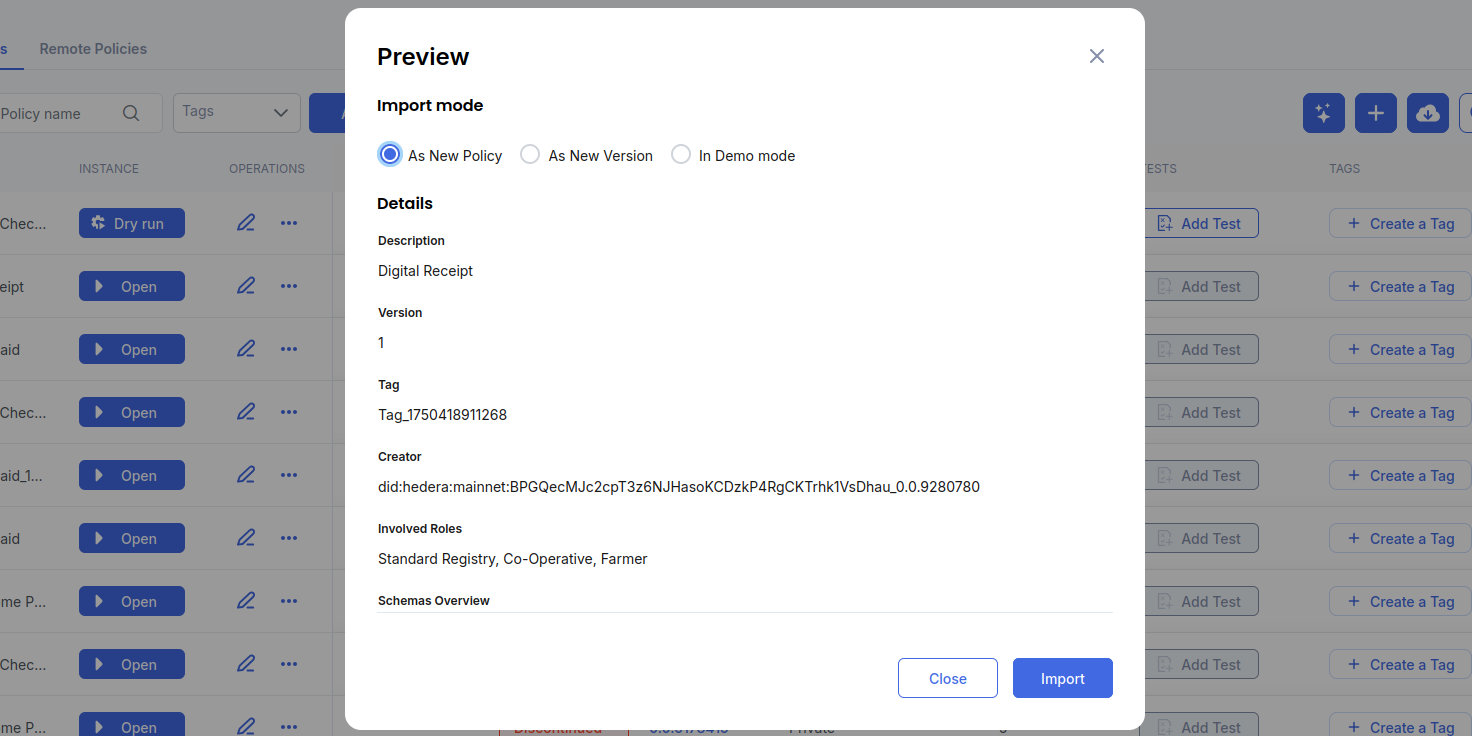 s Remote Policies
Policy name Tags
INSTANCE OPERATIONS ESTS TAGS
Chec... Dry run Add Test + Create a Tag
eipt Open Add Test + Create a Tag
aid Open Add Test + Create a Tag
Chec... Open Add Test + Create a Tag
aid_1... Open Add Test + Create a Tag
aid Open Add Test + Create a Tag
me P... Open Add Test + Create a Tag
Chec... Open Add Test + Create a Tag
me P... Open Add Test + Create a Tag
Preview
Import mode
As New Policy As New Version In Demo mode
Details
Description
Digital Receipt
Version
1
Tag
Tag_1750418911268
Creator
did:hedera:mainnet:BPGQecMJc2cpT3z6NJHasoKCDzkP4RgCKTrhk1VsDhau_0.0.9280780
Involved Roles
Standard Registry, Co-Operative, Farmer
Schemas Overview
Close Import
Discontinued Private